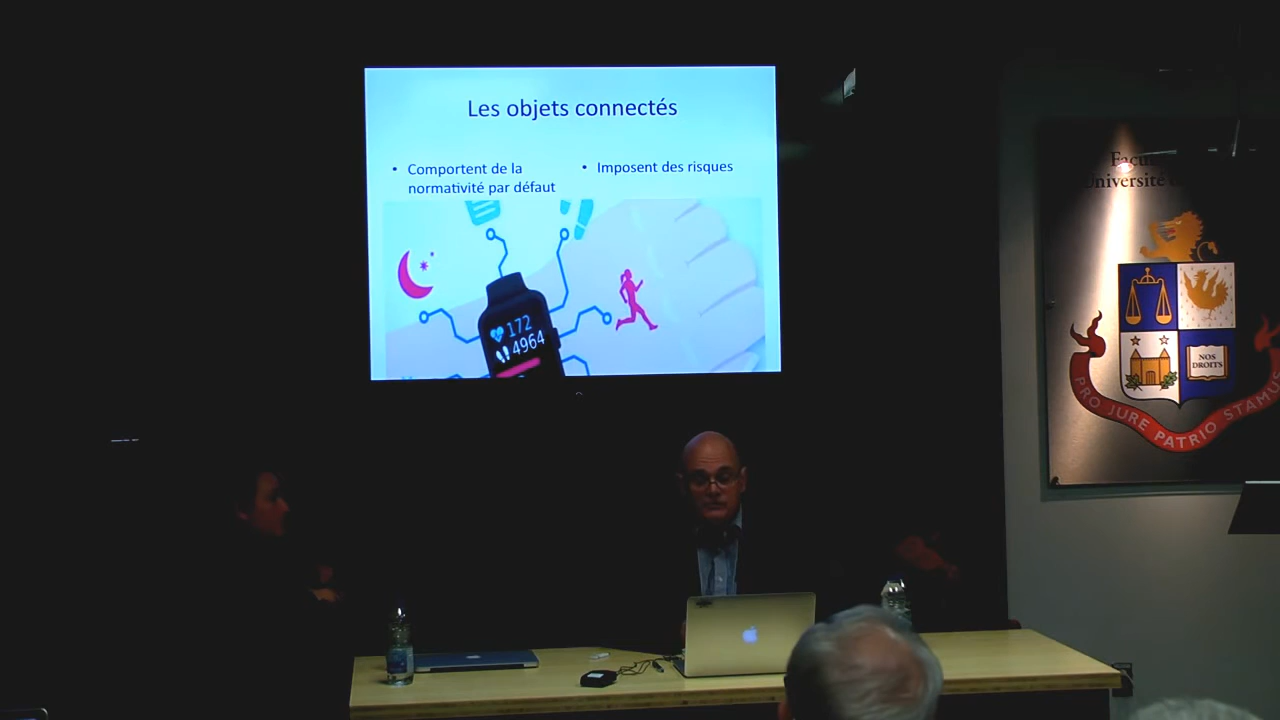 Les objets connectés
• Comportent de la
normativité par défaut
• Imposent des risques
172
4964
Université
NOS
DROITS
PRO JURE PATRIO STAMUS